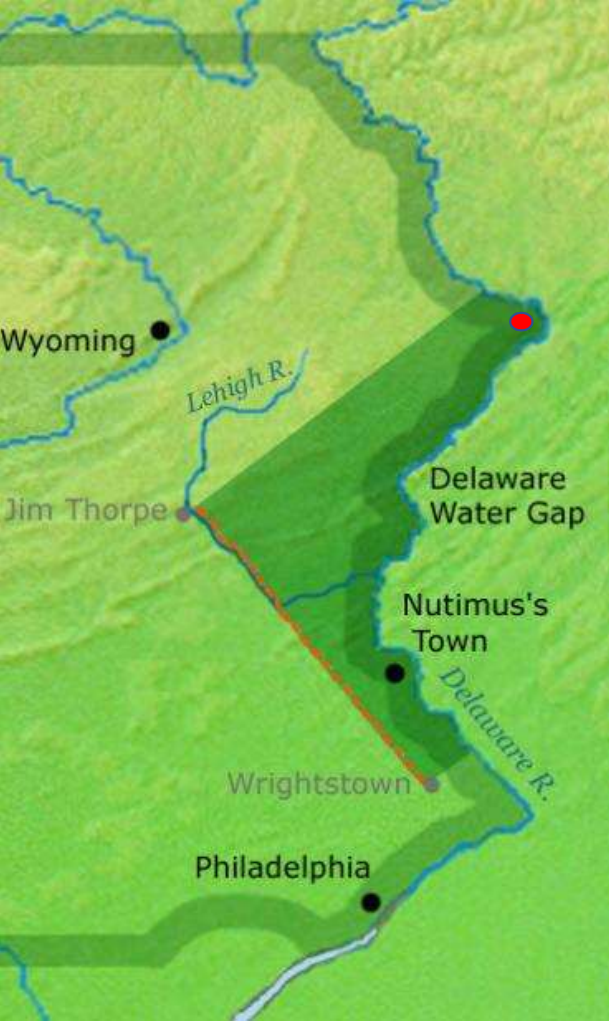 Wyoming
Lehigh R.
Delaware
Water Gap
Jim Thorpe
Nutimus's
Town
Delaware R.
Wrightstown
Philadelphia